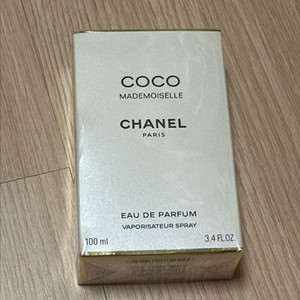 COCO
MADEMOISELLE
CHANEL
PARIS
EAU DE PARFUM
VAPORISATEUR SPRAY
100 ml 3.4 FL.OZ.